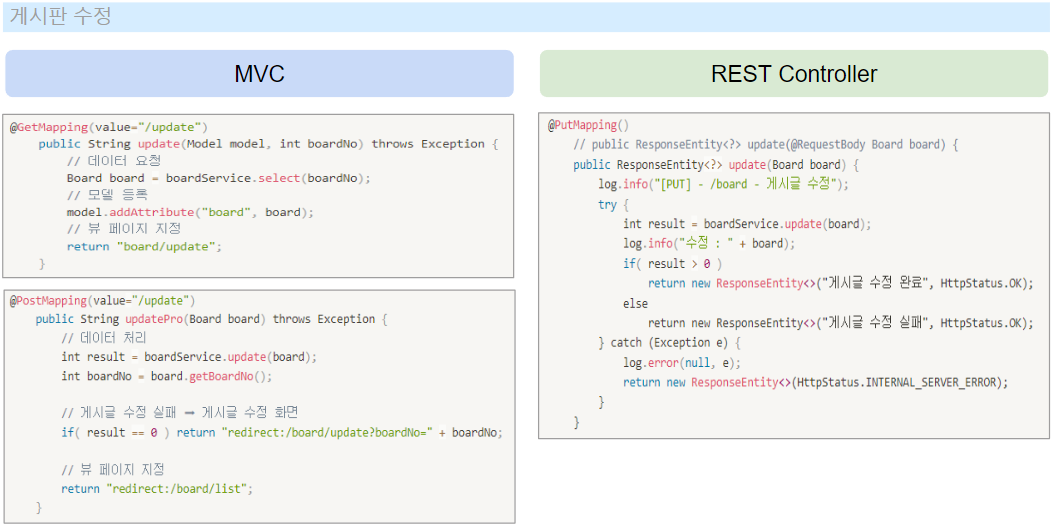 게시판 수정
MVC
@GetMapping(value="/update")
public String update(Model model, int boardNo) throws Exception {
// 데이터 요청
Board board = boardService.select(boardNo);
// 모델 등록
model.addAttribute("board", board);
// 뷰 페이지 지정
return "board/update";
}
@PostMapping(value="/update")
public String updatePro(Board board) throws Exception {
// 데이터 처리
int result = boardService.update(board);
int boardNo = board.getBoardNo();
// 게시글 수정 실패 ➡ 게시글 수정 화면
if( result == 0 ) return "redirect:/board/update?boardNo=" + boardNo;
// 뷰 페이지 지정
return "redirect:/board/list";
}
REST Controller
@PutMapping()
// public ResponseEntity<?> update(@RequestBody Board board) {
public ResponseEntity<?> update(Board board) {
log.info("[PUT] - /board - 게시글 수정");
try {
int result = boardService.update(board);
log.info("수정 : " + board);
if( result > 0 )
return new ResponseEntity<>("게시글 수정 완료", HttpStatus.OK);
else
return new ResponseEntity<>("게시글 수정 실패", HttpStatus.OK);
} catch (Exception e) {
log.error(null, e);
return new ResponseEntity<>(HttpStatus.INTERNAL_SERVER_ERROR);
}
}